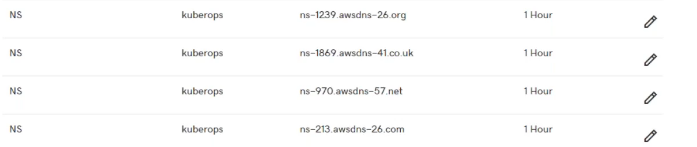 NS kuberops ns-1239.awsdns-26.org 1 Hour
NS kuberops ns-1869.awsdns-41.co.uk 1 Hour
NS kuberops ns-970.awsdns-57.net 1 Hour
NS kuberops ns-213.awsdns-26.com 1 Hour